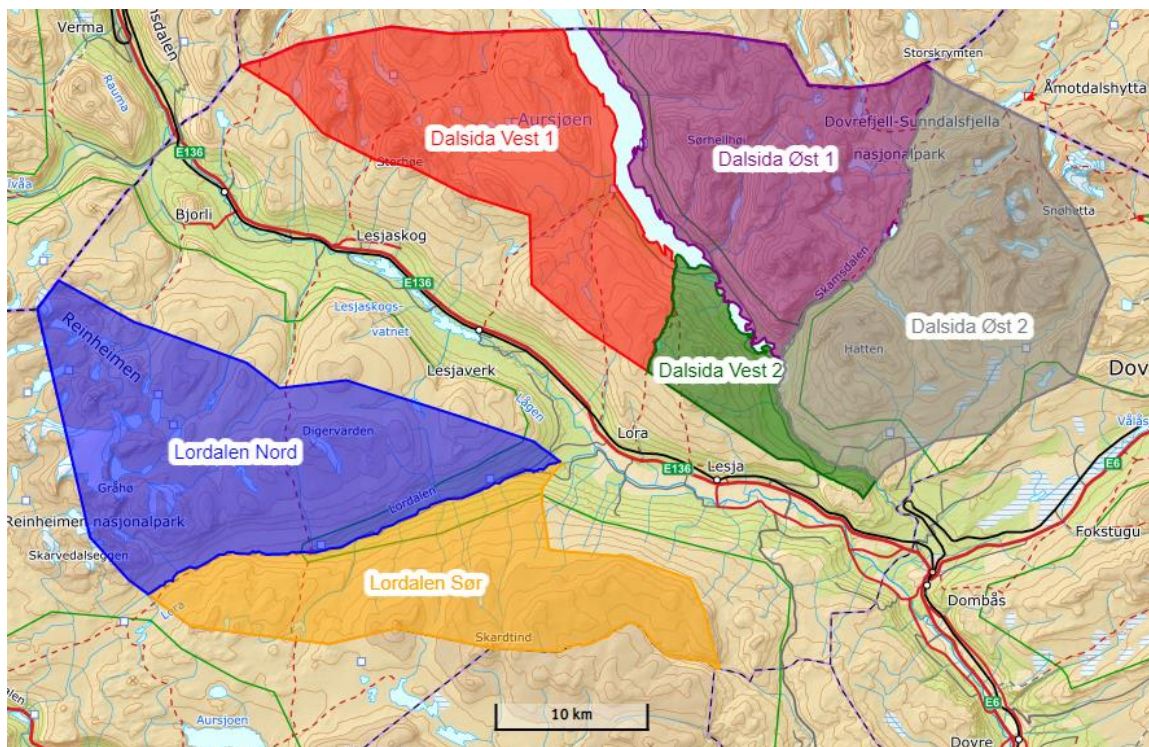 Verma
Storskrymten
Åmotdalshytta
Rauma
Aursjøen
Dovrefjell-Sunndalsfjella
nasjonalpark
Dalsida Vest 1
Sørhellhøi
Dalsida Øst 1
E136
Storhøe
Snøhetta
Bjorli
Lesjaskog
Skamsdalen
E136
Lesjaskogs-
vatnet
Dalsida Øst 2
Reinheimen
Hatten
Lesjaverk
Dalsida Vest 2
Lågen
Digervarden
Lora
Lordalen Nord
E136
Lesja
E6
Gråhø
Lordalen
Reinheimen nasjonalpark
Skarvedalseggen
Fokstugu
Lordalen Sør
Lora
Dombås
Skardtind
10 km
E6
Aursjøen
Dovre